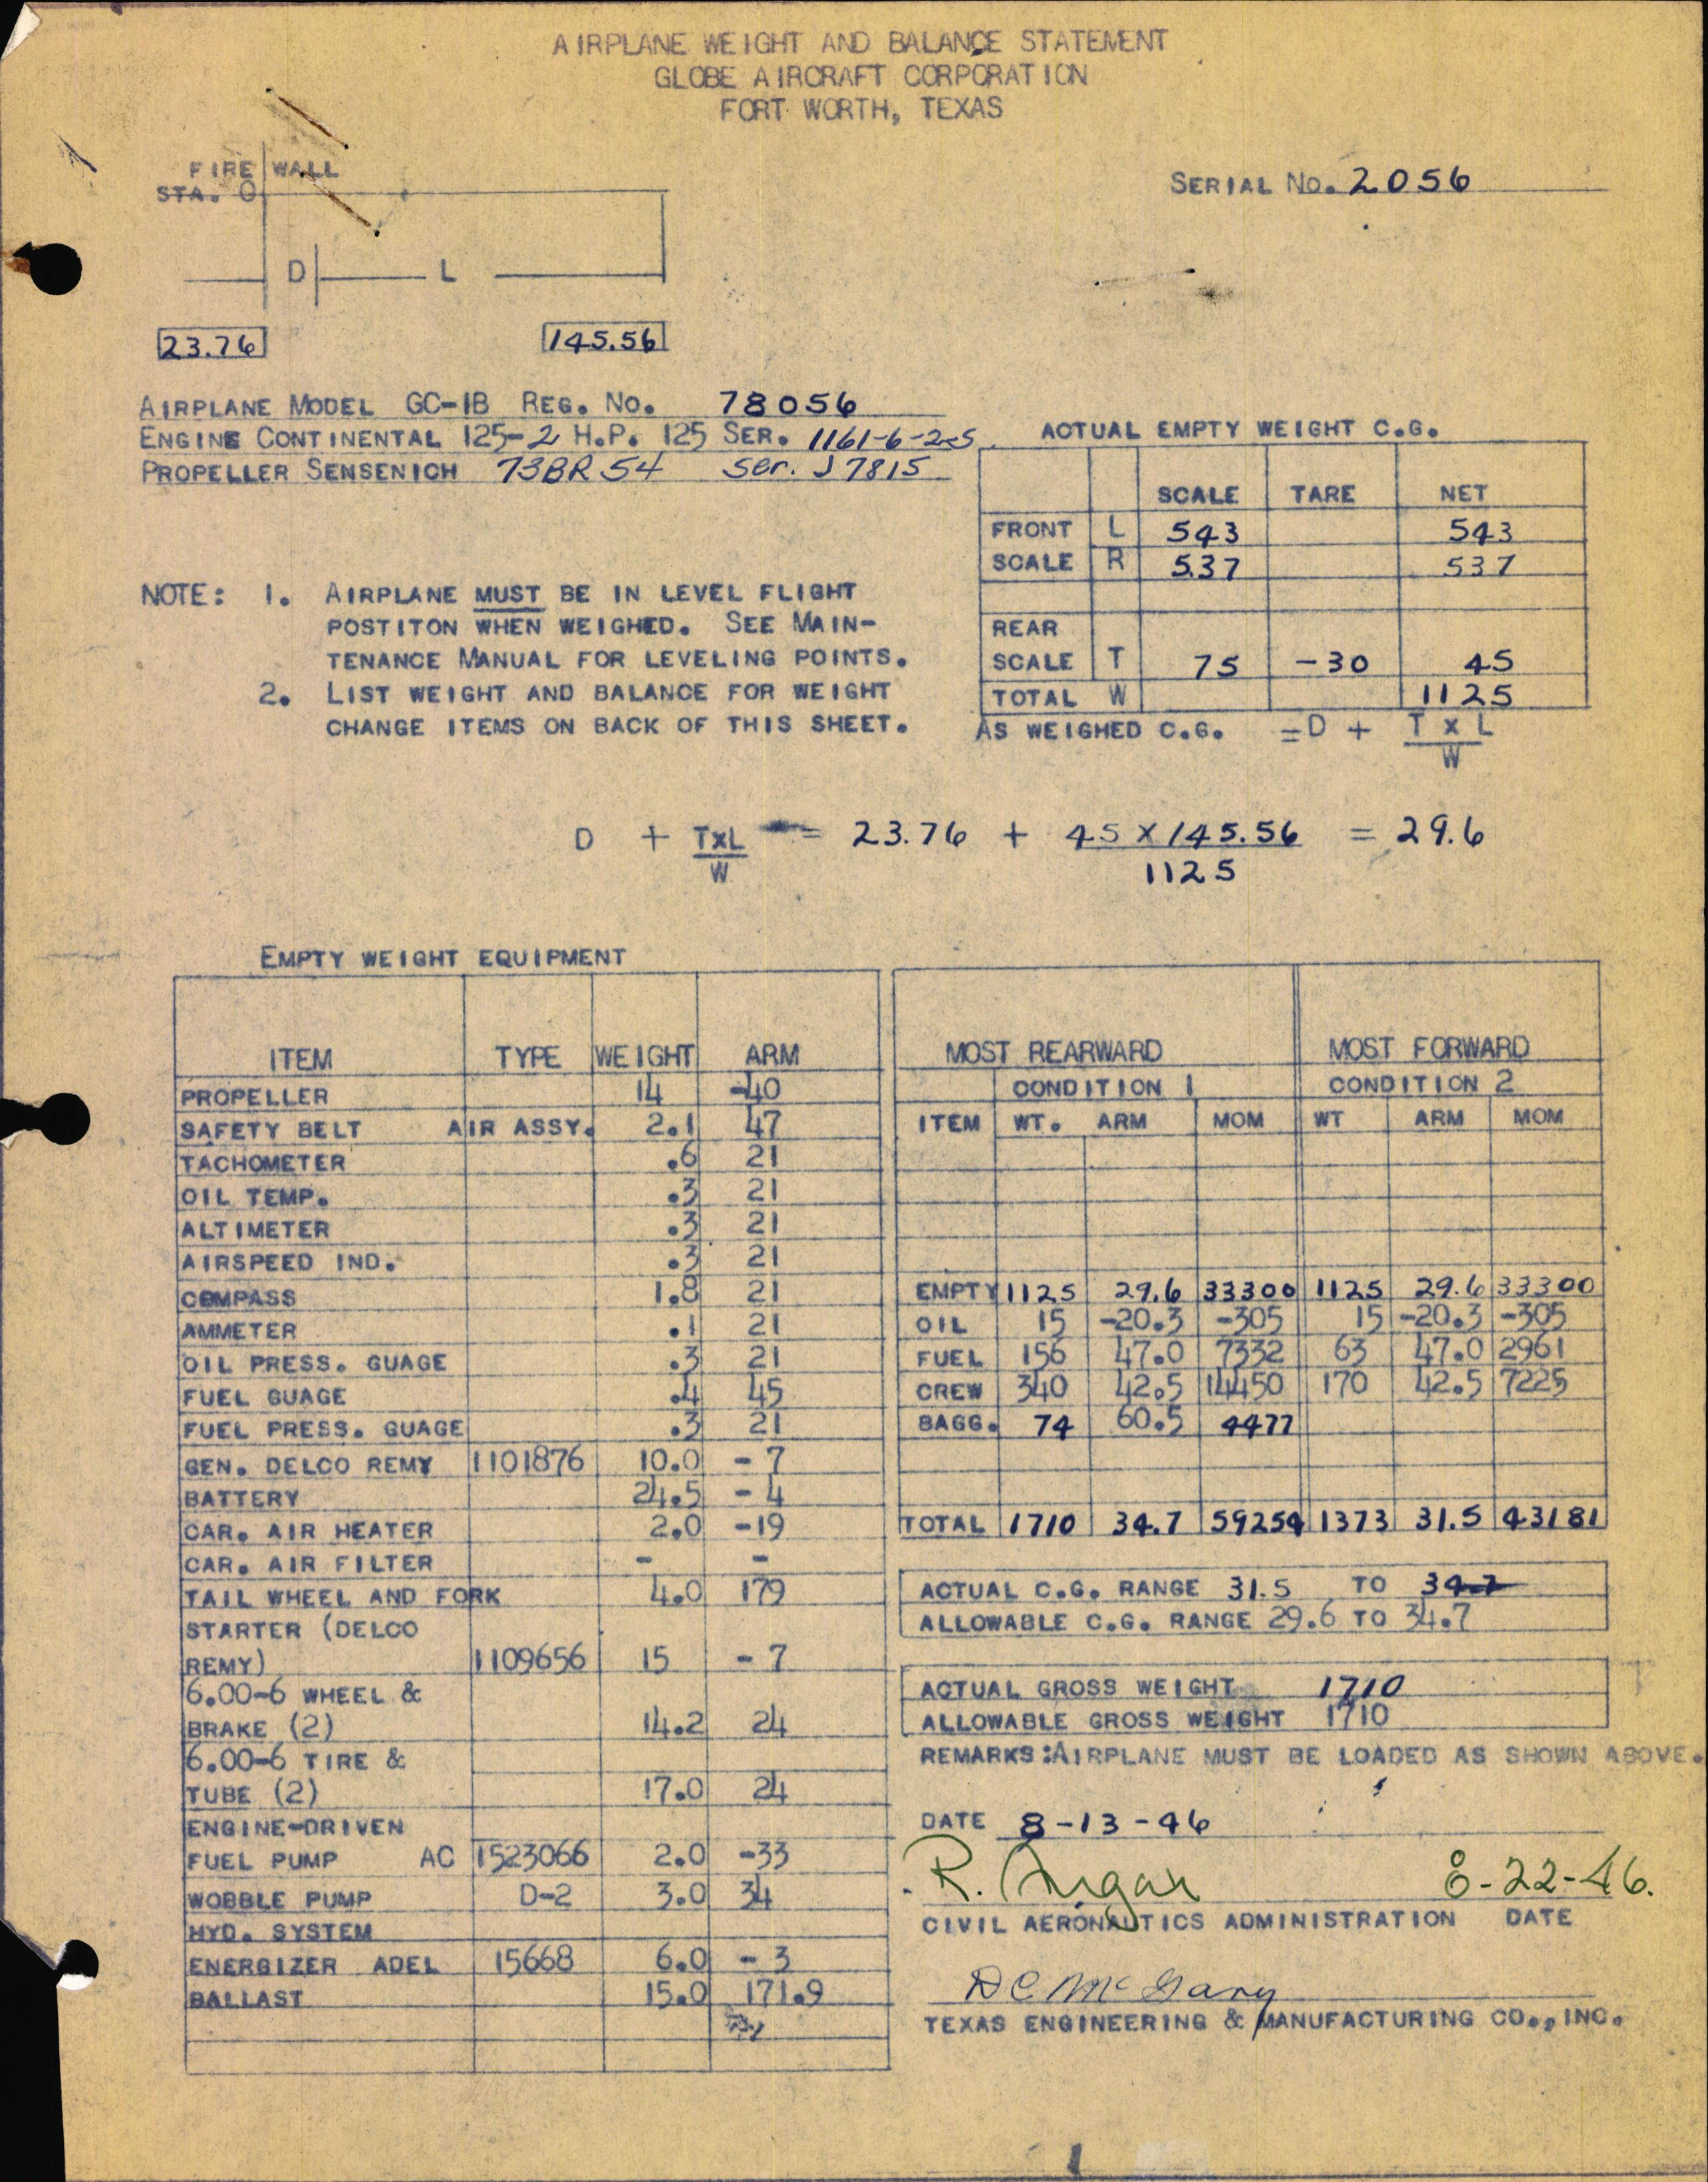 AIRPLANE WEIGHT AND BALANCE STATEMENT
GLOBE AIRCRAFT CORPORATION
FORT WORTH, TEXAS
FIRE WALL
STA. 0
SERIAL NO. 2056
D L
23.76 145.56
AIRPLANE MODEL GC-1B REG. NO. 78056
ENGINE CONTINENTAL 125-2 H.P. 125 SER. 1161-6-2-5
PROPELLER SENSENICH 73BR54 Ser. J7815
ACTUAL EMPTY WEIGHT C.G.
SCALE TARE NET
FRONT L 543 543
SCALE R 537 537
REAR
SCALE T 75 -30 45
TOTAL W 1125
AS WEIGHED C.G. = D + T x L
W
NOTE: 1. AIRPLANE MUST BE IN LEVEL FLIGHT
POSTITON WHEN WEIGHED. SEE MAIN-
TENANCE MANUAL FOR LEVELING POINTS.
2. LIST WEIGHT AND BALANCE FOR WEIGHT
CHANGE ITEMS ON BACK OF THIS SHEET.
D + TxL = 23.76 + 45 X 145.56 = 29.6
W 1125
EMPTY WEIGHT EQUIPMENT
ITEM TYPE WEIGHT ARM
PROPELLER 14 -40
SAFETY BELT AIR ASSY. 2.1 47
TACHOMETER .6 21
OIL TEMP. .3 21
ALTIMETER .3 21
AIRSPEED IND. .3 21
COMPASS 1.8 21
AMMETER .1 21
OIL PRESS. GUAGE .3 21
FUEL GUAGE .4 45
FUEL PRESS. GUAGE .3 21
GEN. DELCO REMY 1101876 10.0 - 7
BATTERY 24.5 - 4
CAR. AIR HEATER 2.0 -19
CAR. AIR FILTER - -
TAIL WHEEL AND FORK 4.0 179
STARTER (DELCO
REMY) 1109656 15 - 7
6.00-6 WHEEL &
BRAKE (2) 14.2 24
6.00-6 TIRE &
TUBE (2) 17.0 24
ENGINE-DRIVEN
FUEL PUMP AC 1523066 2.0 -33
WOBBLE PUMP D-2 3.0 34
HYD. SYSTEM
ENERGIZER ADEL 15668 6.0 - 3
BALLAST 15.0 171.9
MOST REARWARD MOST FORWARD
CONDITION 1 CONDITION 2
ITEM WT. ARM MOM WT ARM MOM
EMPTY 1125 29.6 33300 1125 29.6 33300
OIL 15 -20.3 -305 15 -20.3 -305
FUEL 156 47.0 7332 63 47.0 2961
CREW 340 42.5 14450 170 42.5 7225
BAGG. 74 60.5 4477
TOTAL 1710 34.7 59254 1373 31.5 43181
ACTUAL C.G. RANGE 31.5 TO 34.7
ALLOWABLE C.G. RANGE 29.6 TO 34.7
ACTUAL GROSS WEIGHT 1710
ALLOWABLE GROSS WEIGHT 1710
REMARKS: AIRPLANE MUST BE LOADED AS SHOWN ABOVE.
DATE 8-13-46
R. 8-22-46.
CIVIL AERONAUTICS ADMINISTRATION DATE
DC McGary
TEXAS ENGINEERING & MANUFACTURING CO., INC.
1